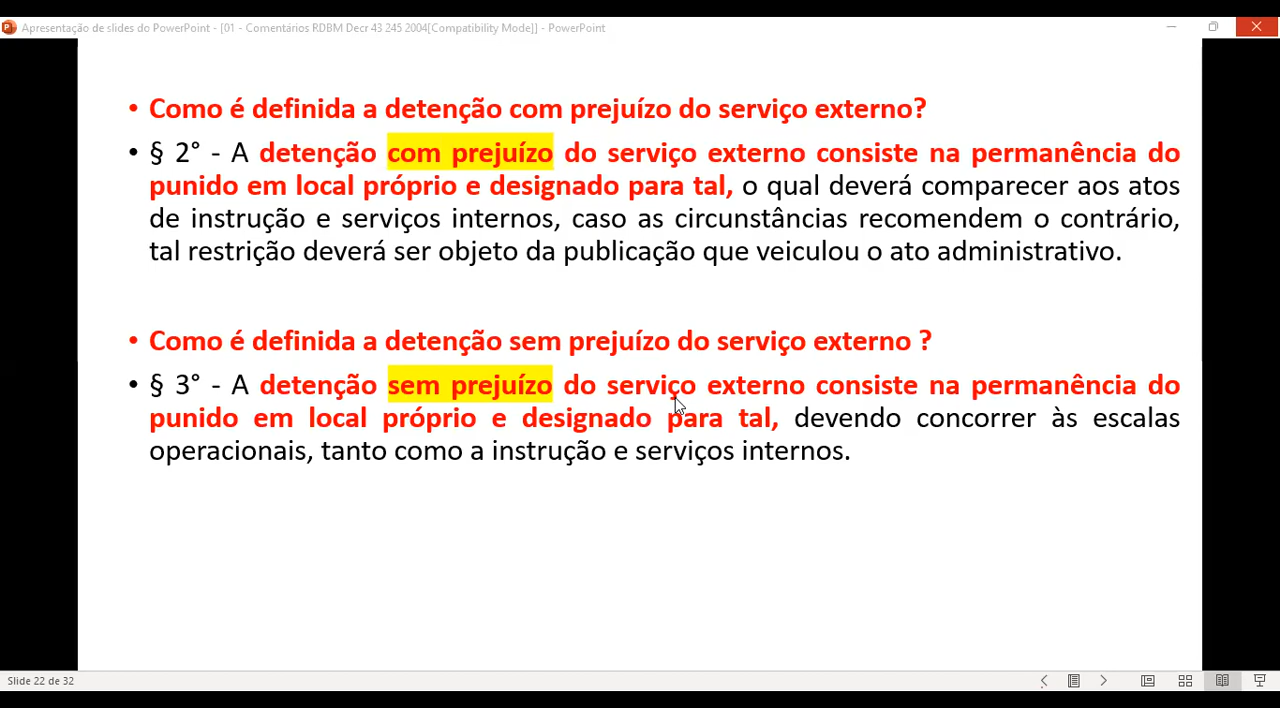 Apresentação de slides do PowerPoint - [01 - Comentários RDBM Decr 43 245 2004[Compatibility Mode]] - PowerPoint
• Como é definida a detenção com prejuízo do serviço externo?
• § 2° - A detenção com prejuízo do serviço externo consiste na permanência do
punido em local próprio e designado para tal, o qual deverá comparecer aos atos
de instrução e serviços internos, caso as circunstâncias recomendem o contrário,
tal restrição deverá ser objeto da publicação que veiculou o ato administrativo.
• Como é definida a detenção sem prejuízo do serviço externo ?
• § 3° - A detenção sem prejuízo do serviço externo consiste na permanência do
punido em local próprio e designado para tal, devendo concorrer às escalas
operacionais, tanto como a instrução e serviços internos.
Slide 22 de 32